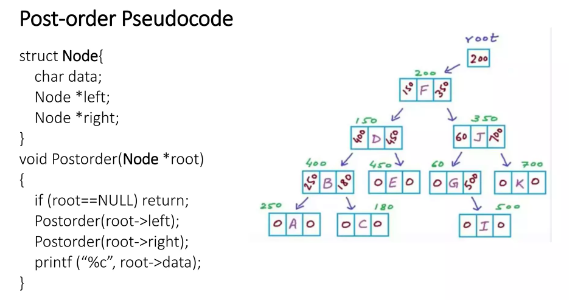 Post-order Pseudocode
struct Node{
char data;
Node *left;
Node *right;
}
void Postorder(Node *root)
{
if (root==NULL) return;
Postorder(root->left);
Postorder(root->right);
printf (“%c”, root->data);
}
root
200
200
150 F 350
150 350
400 D 450 60 J 700
400 450 60 700
250 B 180 0 E 0 0 G 500 0 K 0
250 180 500
0 A 0 0 C 0 0 I 0